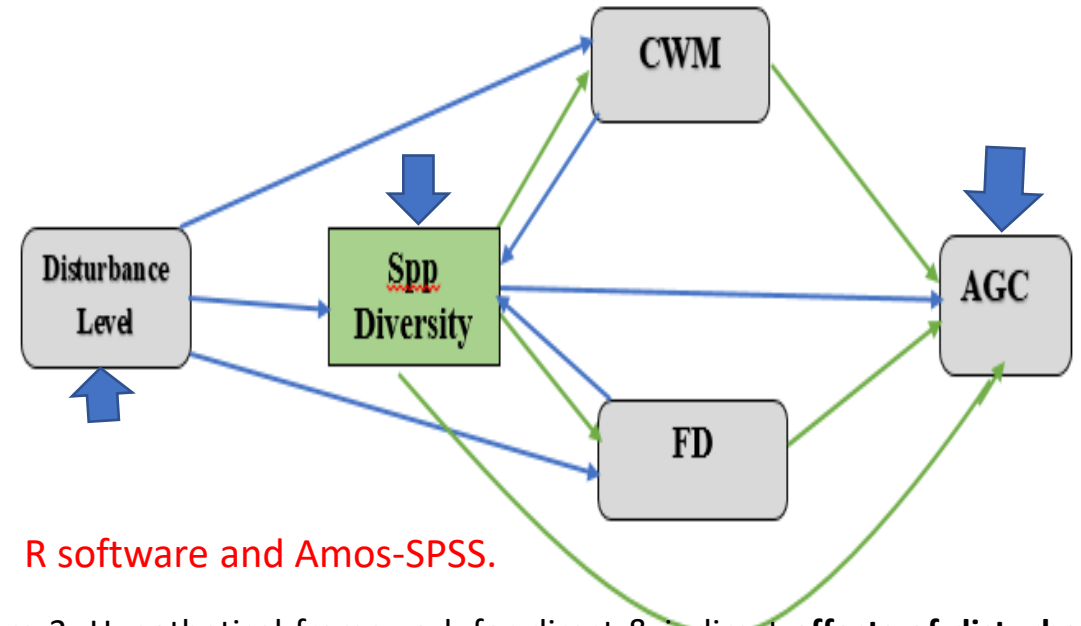 CWM
Disturbance
Level
Spp
Diversity
AGC
FD
R software and Amos-SPSS.